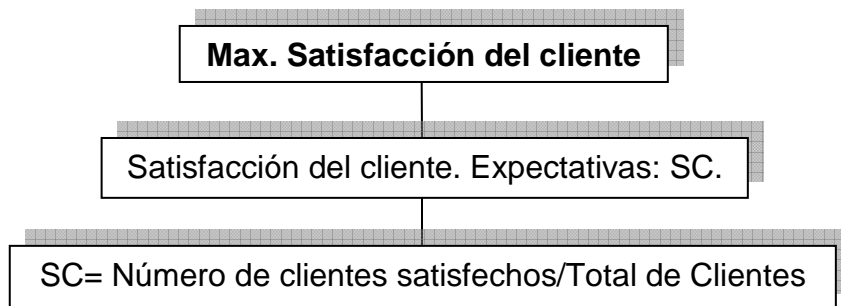 Max. Satisfacción del cliente
Satisfacción del cliente. Expectativas: SC.
SC= Número de clientes satisfechos/Total de Clientes